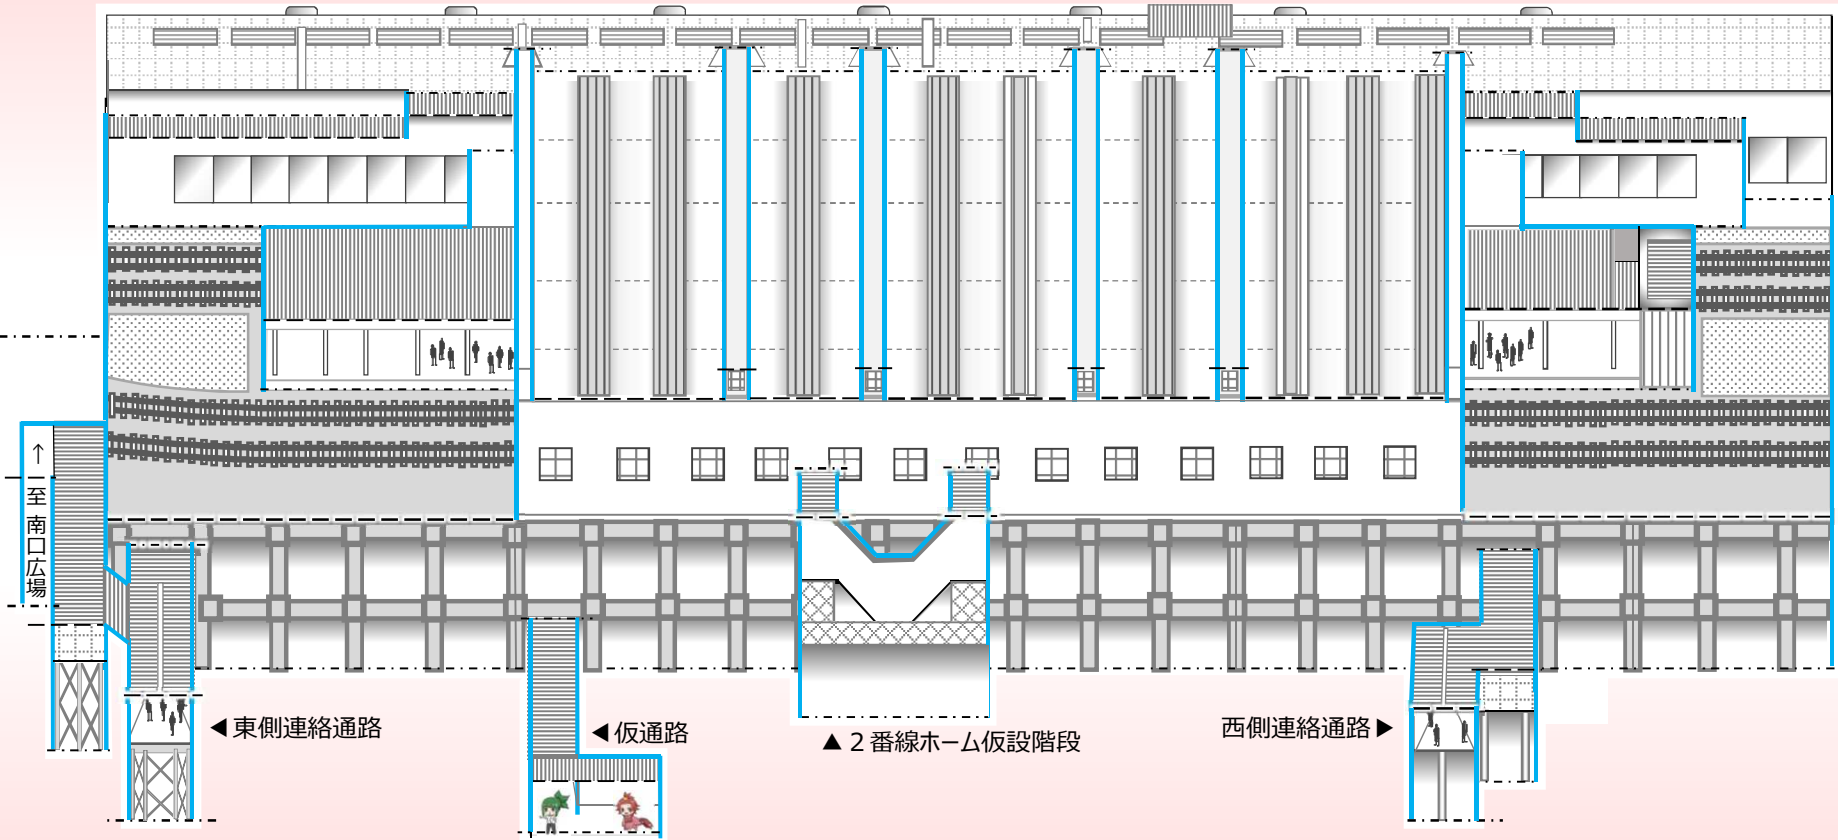 ↑至 南口広場
◀東側連絡通路
◀仮通路
▲２番線ホーム仮設階段
西側連絡通路▶